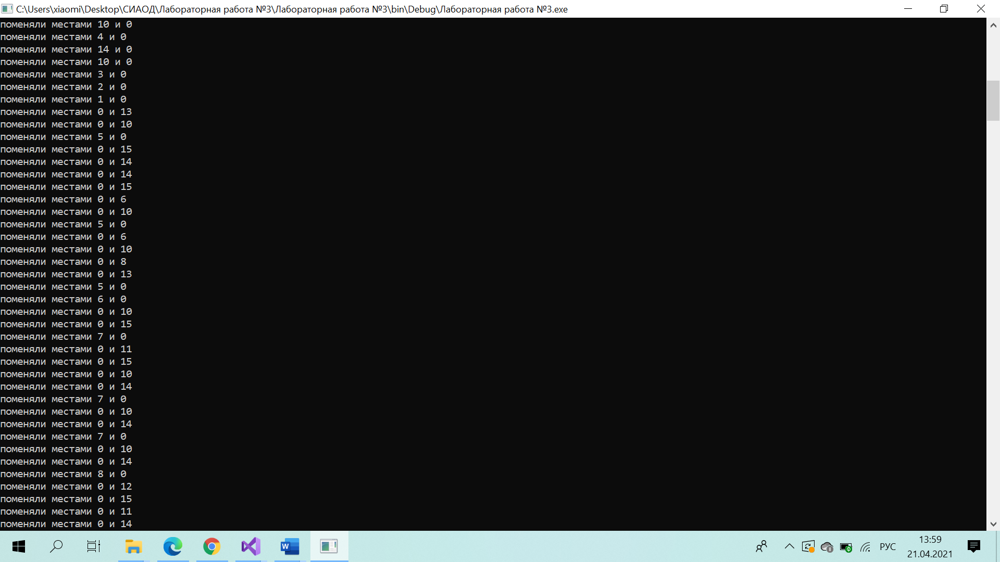 C:\Users\xiaomi\Desktop\СИАОД\Лабораторная работа №3\Лабораторная работа №3\bin\Debug\Лабораторная работа №3.exe
поменяли местами 10 и 0
поменяли местами 4 и 0
поменяли местами 14 и 0
поменяли местами 10 и 0
поменяли местами 3 и 0
поменяли местами 2 и 0
поменяли местами 1 и 0
поменяли местами 0 и 13
поменяли местами 0 и 10
поменяли местами 5 и 0
поменяли местами 0 и 15
поменяли местами 0 и 14
поменяли местами 0 и 14
поменяли местами 0 и 15
поменяли местами 0 и 6
поменяли местами 0 и 10
поменяли местами 5 и 0
поменяли местами 0 и 6
поменяли местами 0 и 10
поменяли местами 0 и 8
поменяли местами 0 и 13
поменяли местами 5 и 0
поменяли местами 6 и 0
поменяли местами 0 и 10
поменяли местами 0 и 15
поменяли местами 7 и 0
поменяли местами 0 и 11
поменяли местами 0 и 15
поменяли местами 0 и 10
поменяли местами 0 и 14
поменяли местами 7 и 0
поменяли местами 0 и 10
поменяли местами 0 и 14
поменяли местами 7 и 0
поменяли местами 0 и 10
поменяли местами 0 и 14
поменяли местами 8 и 0
поменяли местами 0 и 12
поменяли местами 0 и 15
поменяли местами 0 и 11
поменяли местами 0 и 14
W
РУС
13:59
21.04.2021